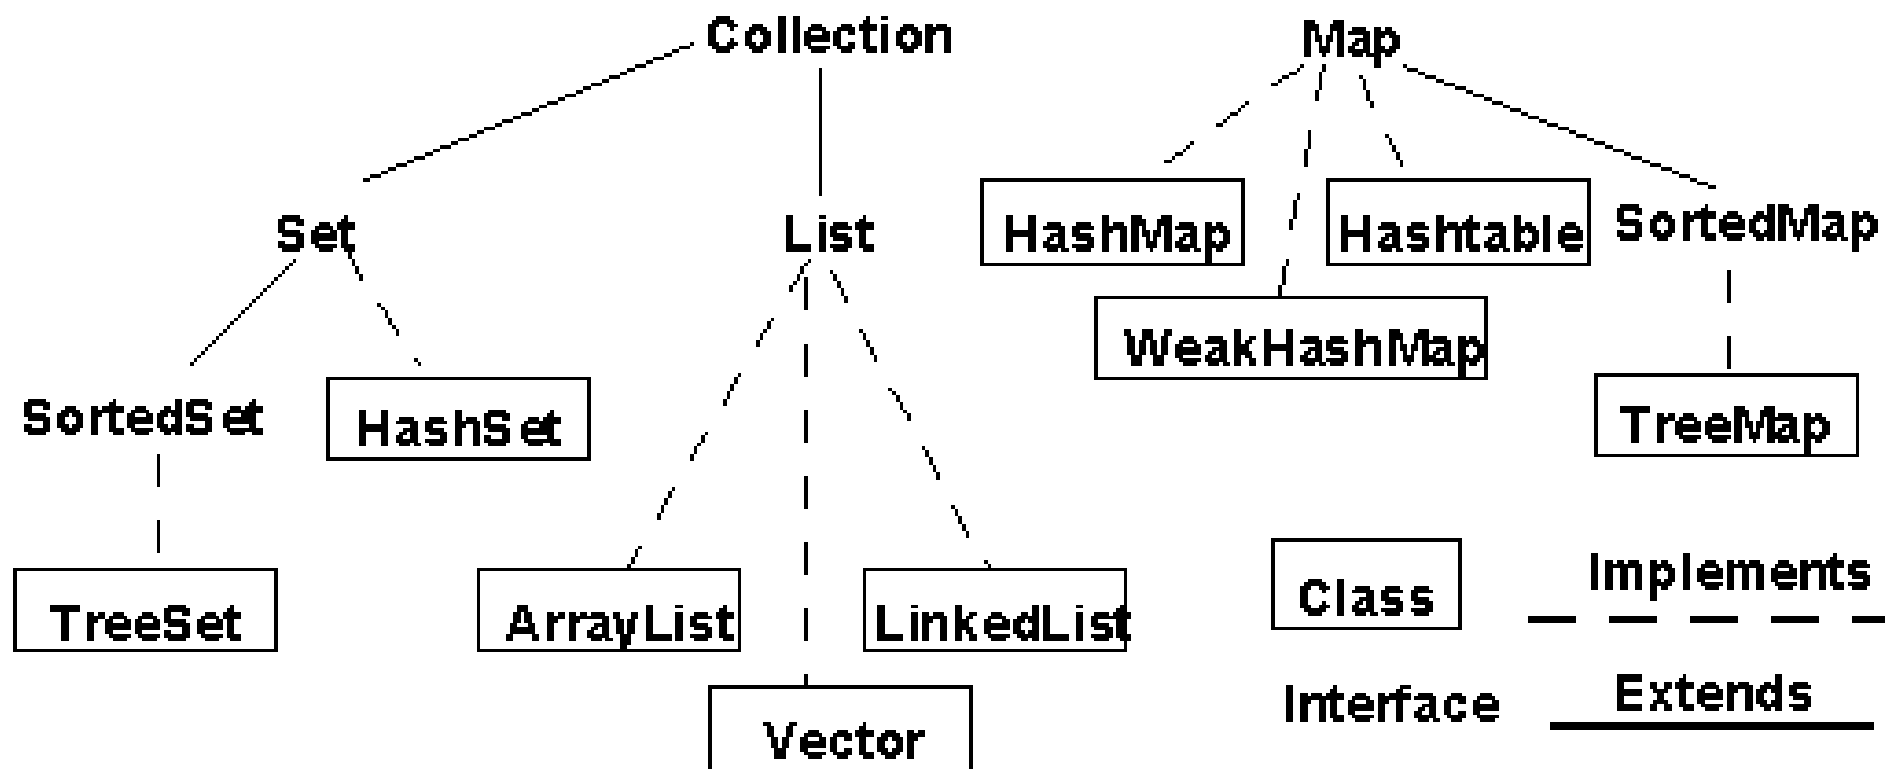 Collection
Map
Set
List
HashMap
Hashtable
SortedMap
WeakHashMap
SortedSet
HashSet
TreeMap
TreeSet
ArrayList
LinkedList
Vector
Class
Implements
Interface
Extends